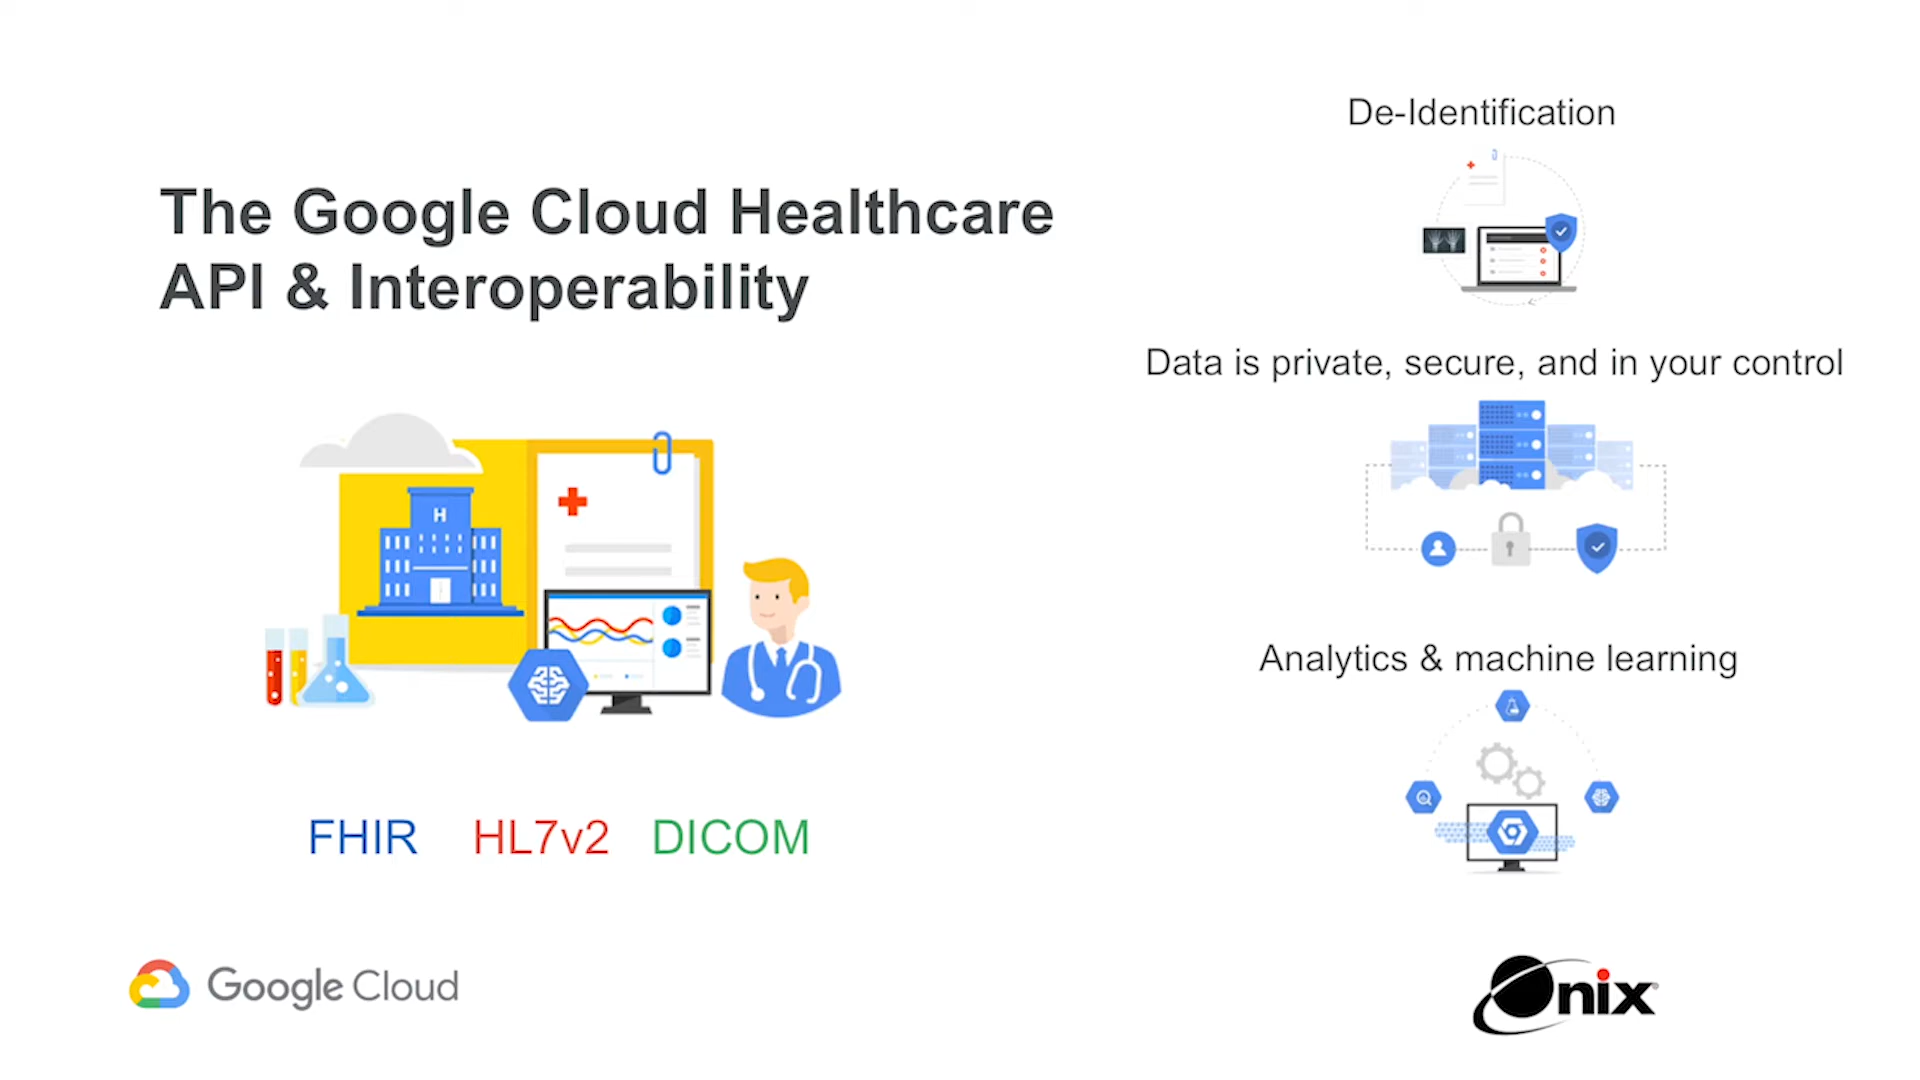 The Google Cloud Healthcare
API & Interoperability
H
FHIR HL7v2 DICOM
De-Identification
Data is private, secure, and in your control
Analytics & machine learning
Google Cloud
Onix®